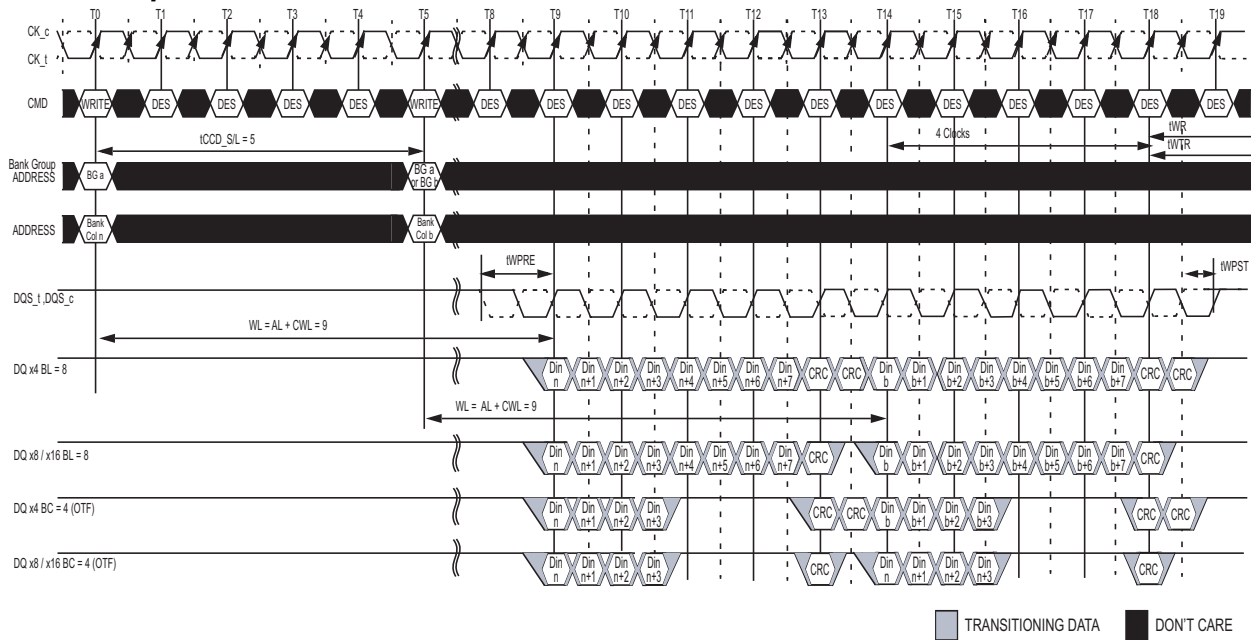 T0 T1 T2 T3 T4 T5 T8 T9 T10 T11 T12 T13 T14 T15 T16 T17 T18 T19
CK_c
CK_t
CMD WRITE DES DES DES DES WRITE DES DES DES DES DES DES DES DES DES DES DES DES
tCCD_S/L = 5
4 Clocks
tWR
tWTR
Bank Group
ADDRESS
BG a
BG a
or BG b
ADDRESS
Bank
Col n
Bank
Col b
tWPRE
tWPST
DQS_t ,DQS_c
WL = AL + CWL = 9
DQ x4 BL = 8
Din n Din n+1 Din n+2 Din n+3 Din n+4 Din n+5 Din n+6 Din n+7 CRC CRC Din b Din b+1 Din b+2 Din b+3 Din b+4 Din b+5 Din b+6 Din b+7 CRC CRC
WL = AL + CWL = 9
DQ x8 / x16 BL = 8
Din n Din n+1 Din n+2 Din n+3 Din n+4 Din n+5 Din n+6 Din n+7 CRC Din b Din b+1 Din b+2 Din b+3 Din b+4 Din b+5 Din b+6 Din b+7 CRC
DQ x4 BC = 4 (OTF)
Din n Din n+1 Din n+2 Din n+3 CRC CRC Din b Din b+1 Din b+2 Din b+3 CRC CRC
DQ x8 / x16 BC = 4 (OTF)
Din n Din n+1 Din n+2 Din n+3 CRC Din n Din n+1 Din n+2 Din n+3 CRC
TRANSITIONING DATA DON'T CARE